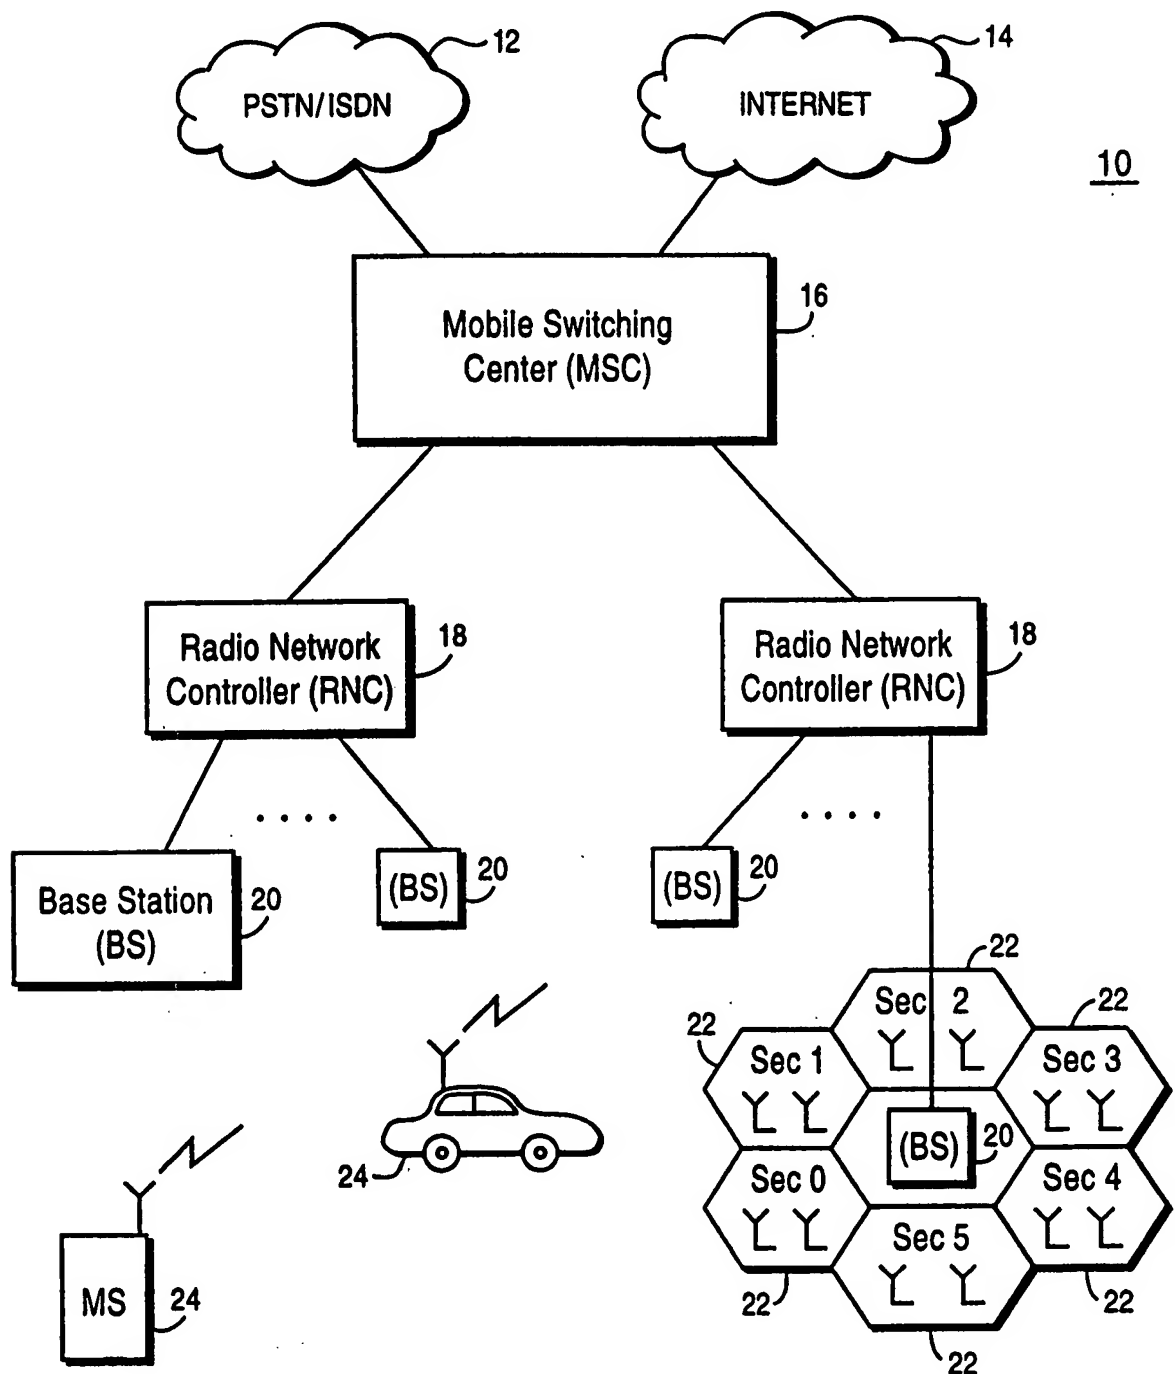 12
14
PSTN/ISDN
INTERNET
10
16
Mobile Switching
Center (MSC)
18
Radio Network
Controller (RNC)
18
Radio Network
Controller (RNC)
. . . .
. . . .
Base Station
(BS)
20
(BS)
20
(BS)
20
22
Sec 2
22
22
Sec 1
Sec 3
(BS)
20
24
Sec 0
Sec 4
Sec 5
MS
24
22
22
22